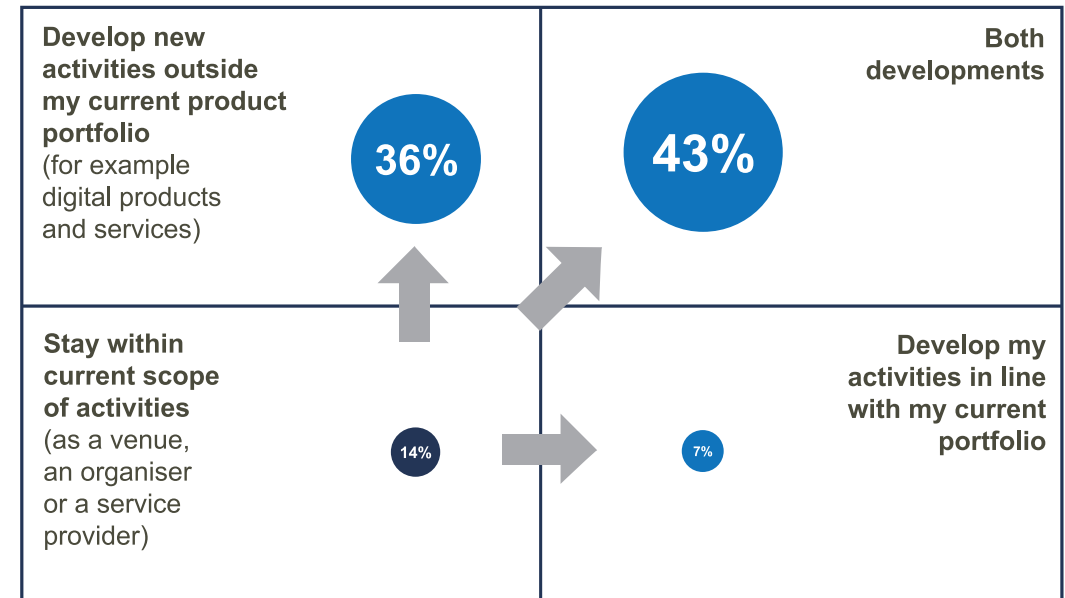 Develop new
activities outside
my current product
portfolio
(for example
digital products
and services)
36%
Both
developments
43%
Stay within
current scope
of activities
(as a venue,
an organiser
or a service
provider)
14%
Develop my
activities in line
with my current
portfolio
7%